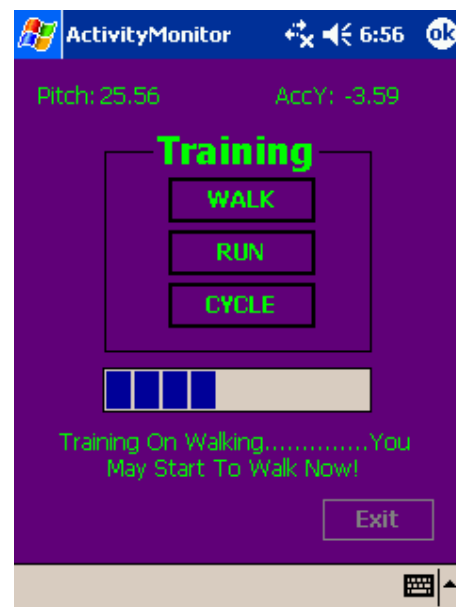 ActivityMonitor 6:56 ok
Pitch: 25.56 AccY: -3.59
Training
WALK
RUN
CYCLE
Training On Walking..............You
May Start To Walk Now!
Exit